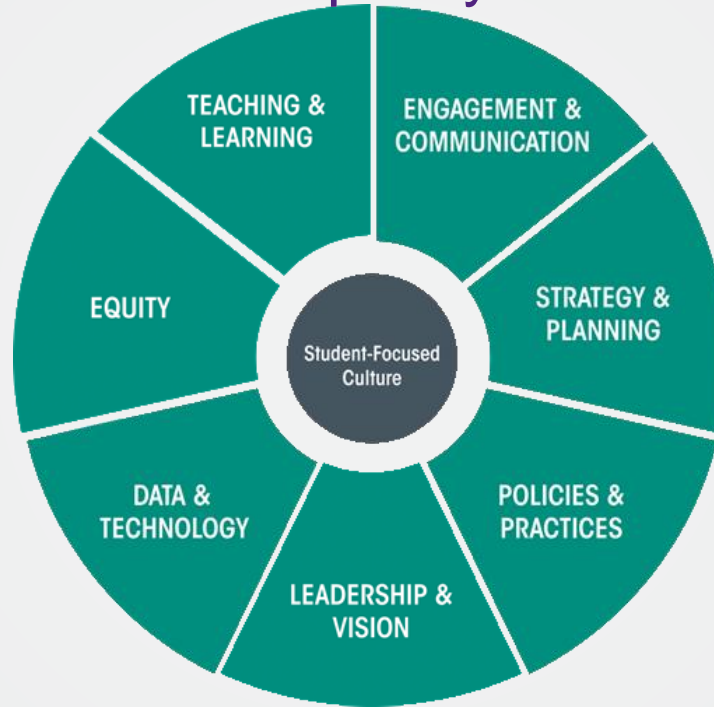 TEACHING &
LEARNING
ENGAGEMENT &
COMMUNICATION
EQUITY
STRATEGY &
PLANNING
Student-Focused
Culture
DATA &
TECHNOLOGY
POLICIES &
PRACTICES
LEADERSHIP &
VISION